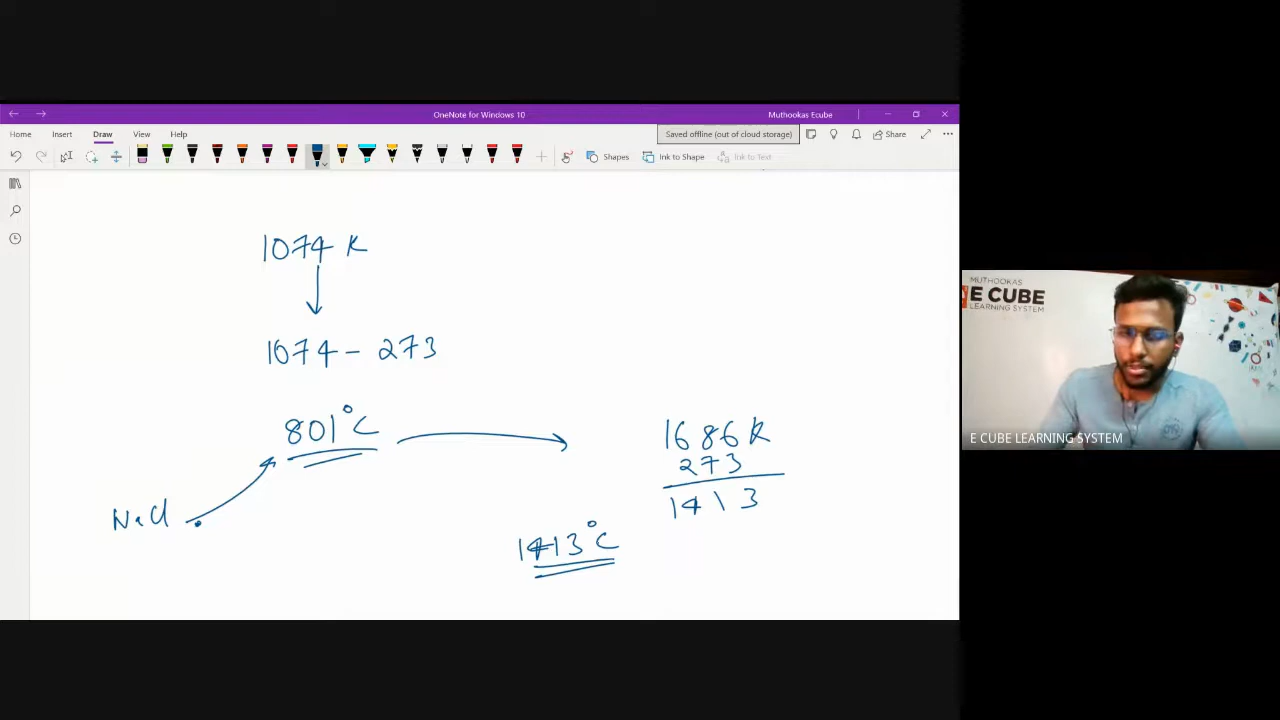 OneNote for Windows 10
Muthookas Ecube
Home Insert Draw View Help
Saved offline (out of cloud storage)
Share
Shapes
Ink to Shape
Ink to Text
1074 K
1074 - 273
801°C
NaCl
1686 K
273
1413
1413°C
MUTHOOKAS
E CUBE
LEARNING SYSTEM
E CUBE LEARNING SYSTEM